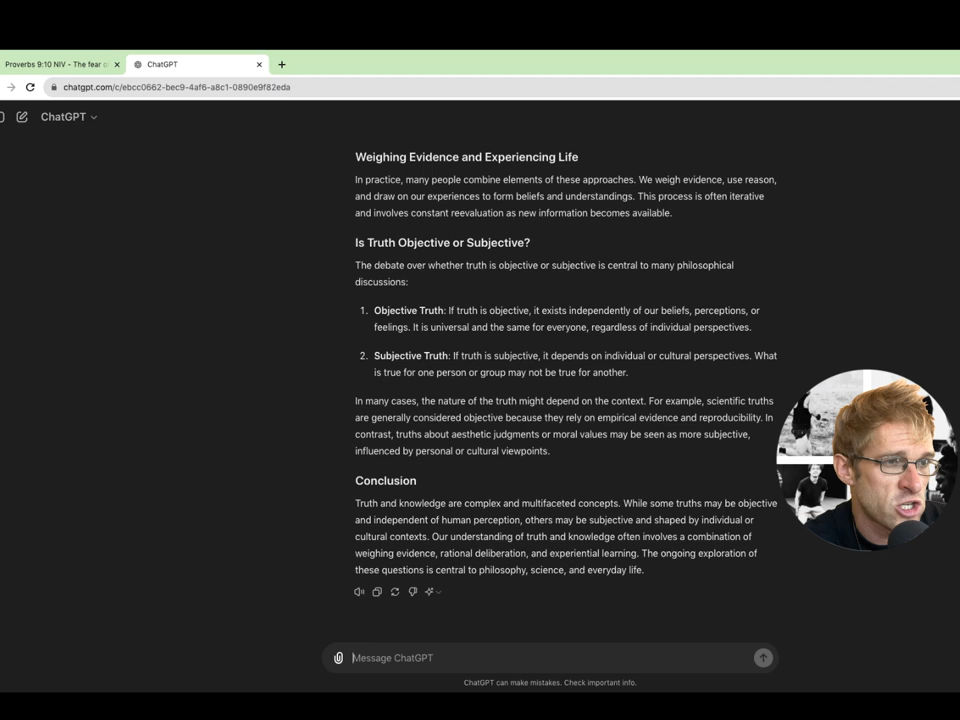 Proverbs 9:10 NIV - The fear of
ChatGPT
chatgpt.com/c/ebcc0662-bec9-4af6-a8c1-0890e9f82eda
ChatGPT
Weighing Evidence and Experiencing Life
In practice, many people combine elements of these approaches. We weigh evidence, use reason,
and draw on our experiences to form beliefs and understandings. This process is often iterative
and involves constant reevaluation as new information becomes available.
Is Truth Objective or Subjective?
The debate over whether truth is objective or subjective is central to many philosophical
discussions:
1. Objective Truth: If truth is objective, it exists independently of our beliefs, perceptions, or
feelings. It is universal and the same for everyone, regardless of individual perspectives.
2. Subjective Truth: If truth is subjective, it depends on individual or cultural perspectives. What
is true for one person or group may not be true for another.
In many cases, the nature of the truth might depend on the context. For example, scientific truths
are generally considered objective because they rely on empirical evidence and reproducibility. In
contrast, truths about aesthetic judgments or moral values may be seen as more subjective,
influenced by personal or cultural viewpoints.
Conclusion
Truth and knowledge are complex and multifaceted concepts. While some truths may be objective
and independent of human perception, others may be subjective and shaped by individual or
cultural contexts. Our understanding of truth and knowledge often involves a combination of
weighing evidence, rational deliberation, and experiential learning. The ongoing exploration of
these questions is central to philosophy, science, and everyday life.
Message ChatGPT
ChatGPT can make mistakes. Check important info.